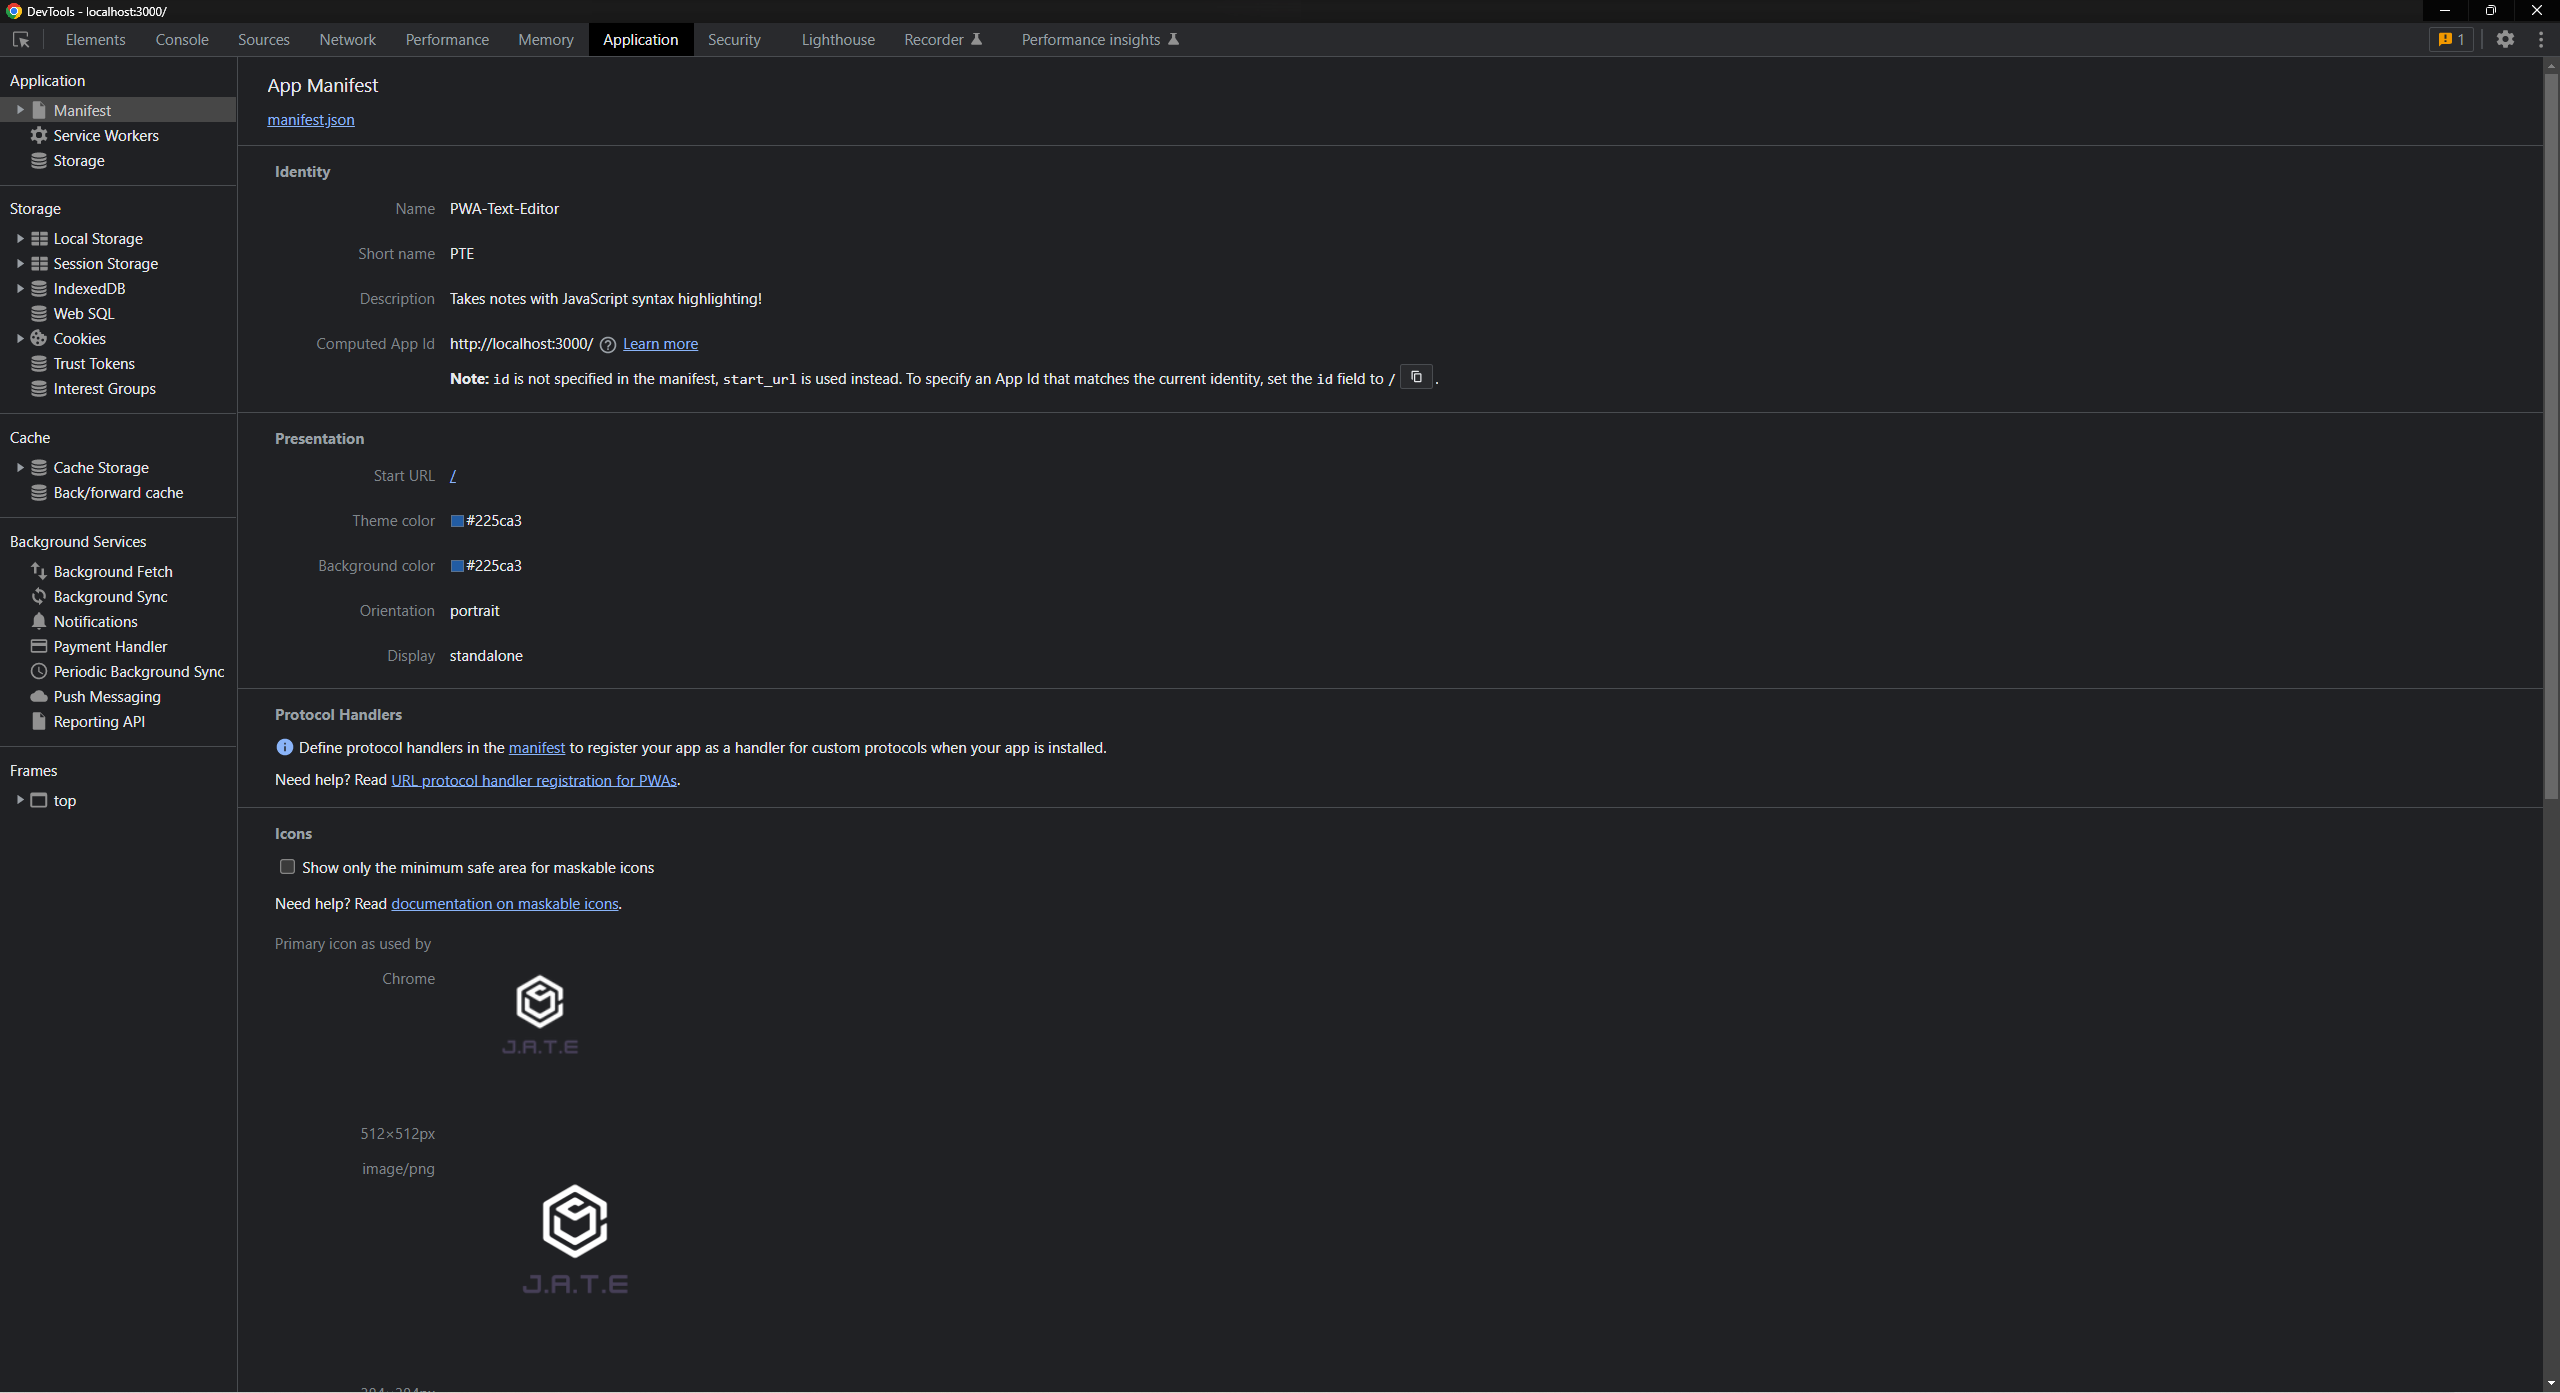 DevTools - localhost:3000/
Elements Console Sources Network Performance Memory Application Security Lighthouse Recorder Performance insights 1
Application
Manifest
Service Workers
Storage
Storage
Local Storage
Session Storage
IndexedDB
Web SQL
Cookies
Trust Tokens
Interest Groups
Cache
Cache Storage
Back/forward cache
Background Services
Background Fetch
Background Sync
Notifications
Payment Handler
Periodic Background Sync
Push Messaging
Reporting API
Frames
top
App Manifest
manifest.json
Identity
Name PWA-Text-Editor
Short name PTE
Description Takes notes with JavaScript syntax highlighting!
Computed App Id http://localhost:3000/ Learn more
Note: id is not specified in the manifest, start_url is used instead. To specify an App Id that matches the current identity, set the id field to / .
Presentation
Start URL /
Theme color #225ca3
Background color #225ca3
Orientation portrait
Display standalone
Protocol Handlers
Define protocol handlers in the manifest to register your app as a handler for custom protocols when your app is installed.
Need help? Read URL protocol handler registration for PWAs.
Icons
Show only the minimum safe area for maskable icons
Need help? Read documentation on maskable icons.
Primary icon as used by
Chrome
J.A.T.E
512×512px
image/png
J.A.T.E